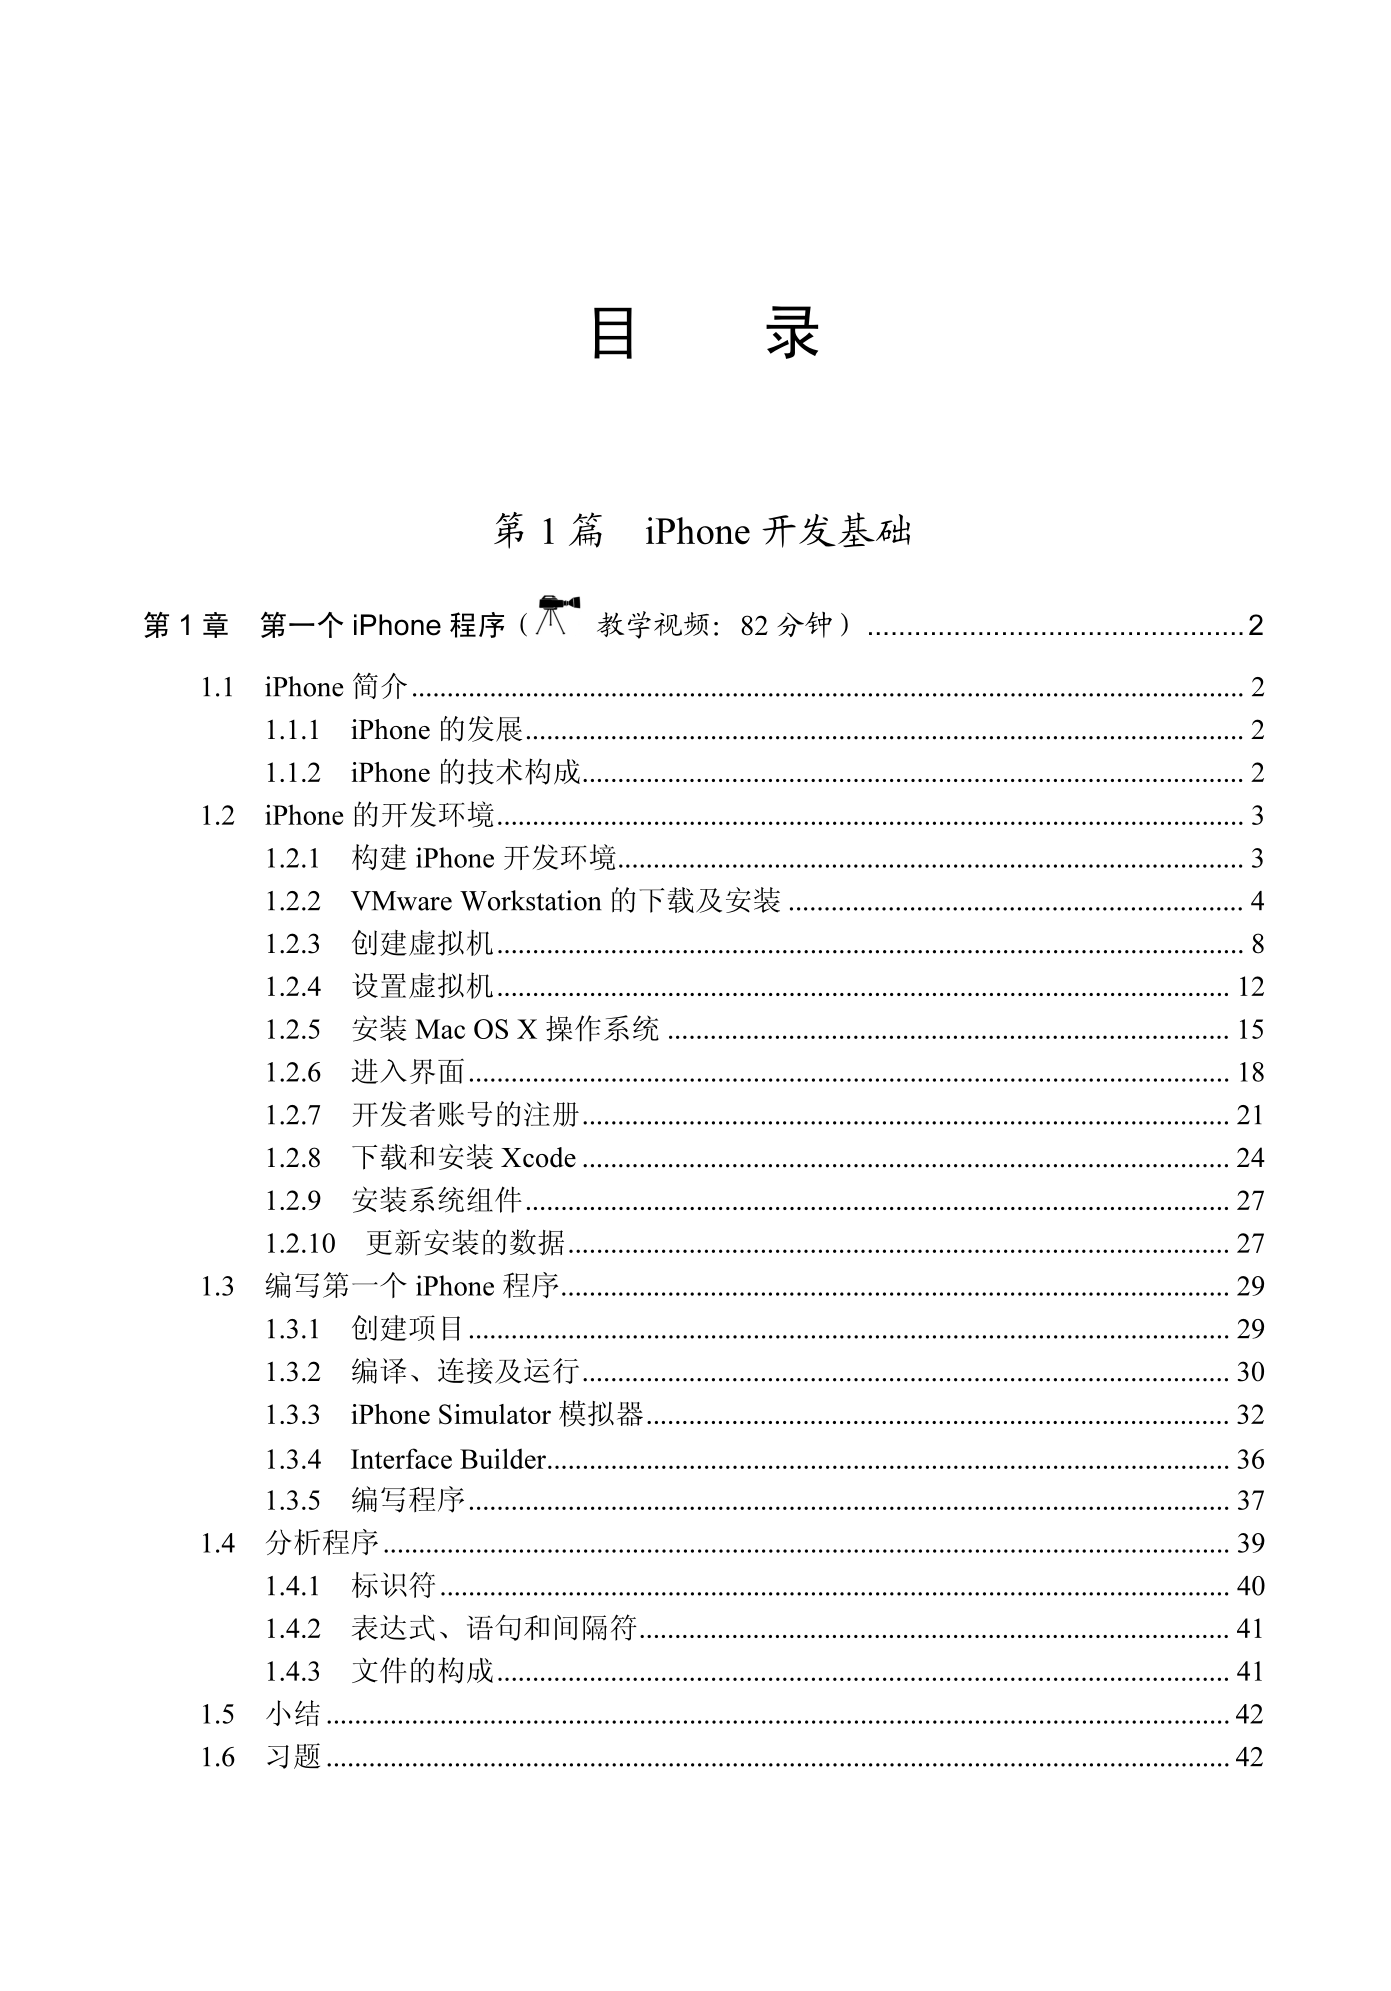 目 录
第 1 篇 iPhone 开发基础
第 1 章 第一个 iPhone 程序（ 教学视频：82 分钟）................................................2
1.1 iPhone 简介.................................................................................................................... 2
1.1.1 iPhone 的发展.................................................................................................... 2
1.1.2 iPhone 的技术构成............................................................................................ 2
1.2 iPhone 的开发环境........................................................................................................ 3
1.2.1 构建 iPhone 开发环境....................................................................................... 3
1.2.2 VMware Workstation 的下载及安装 ................................................................ 4
1.2.3 创建虚拟机........................................................................................................ 8
1.2.4 设置虚拟机...................................................................................................... 12
1.2.5 安装 Mac OS X 操作系统 ............................................................................... 15
1.2.6 进入界面.......................................................................................................... 18
1.2.7 开发者账号的注册.......................................................................................... 21
1.2.8 下载和安装 Xcode .......................................................................................... 24
1.2.9 安装系统组件.................................................................................................. 27
1.2.10 更新安装的数据............................................................................................ 27
1.3 编写第一个 iPhone 程序............................................................................................. 29
1.3.1 创建项目.......................................................................................................... 29
1.3.2 编译、连接及运行.......................................................................................... 30
1.3.3 iPhone Simulator 模拟器................................................................................. 32
1.3.4 Interface Builder............................................................................................... 36
1.3.5 编写程序.......................................................................................................... 37
1.4 分析程序...................................................................................................................... 39
1.4.1 标识符.............................................................................................................. 40
1.4.2 表达式、语句和间隔符.................................................................................. 41
1.4.3 文件的构成...................................................................................................... 41
1.5 小结.............................................................................................................................. 42
1.6 习题.............................................................................................................................. 42